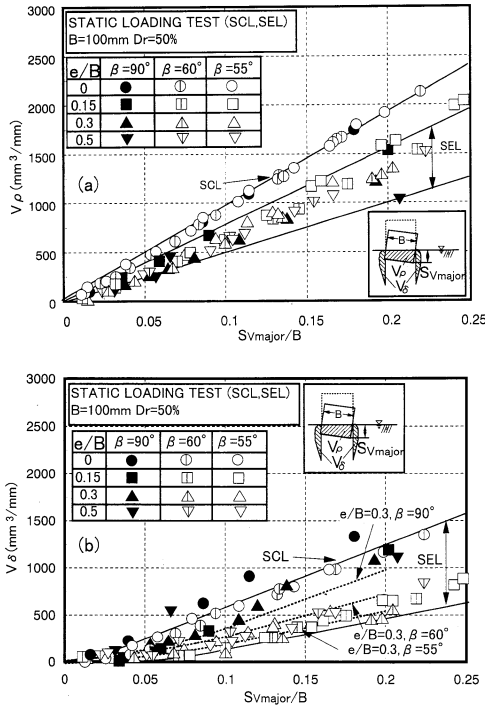 3000
2500
2000
1500
1000
500
0
Vρ (mm³/mm)
STATIC LOADING TEST (SCL,SEL)
B=100mm Dr=50%
e/B β=90° β=60° β=55°
0
0.15
0.3
0.5
(a)
SCL
SEL
B
SVmajor
Vρ
Vδ
0 0.05 0.1 0.15 0.2 0.25
SVmajor/B
3000
2500
2000
1500
1000
500
0
Vδ (mm³/mm)
STATIC LOADING TEST (SCL,SEL)
B=100mm Dr=50%
e/B β=90° β=60° β=55°
0
0.15
0.3
0.5
B
SVmajor
Vρ
Vδ
(b)
e/B=0.3, β=90°
SCL
SEL
e/B=0.3, β=60°
e/B=0.3, β=55°
0 0.05 0.1 0.15 0.2 0.25
SVmajor/B